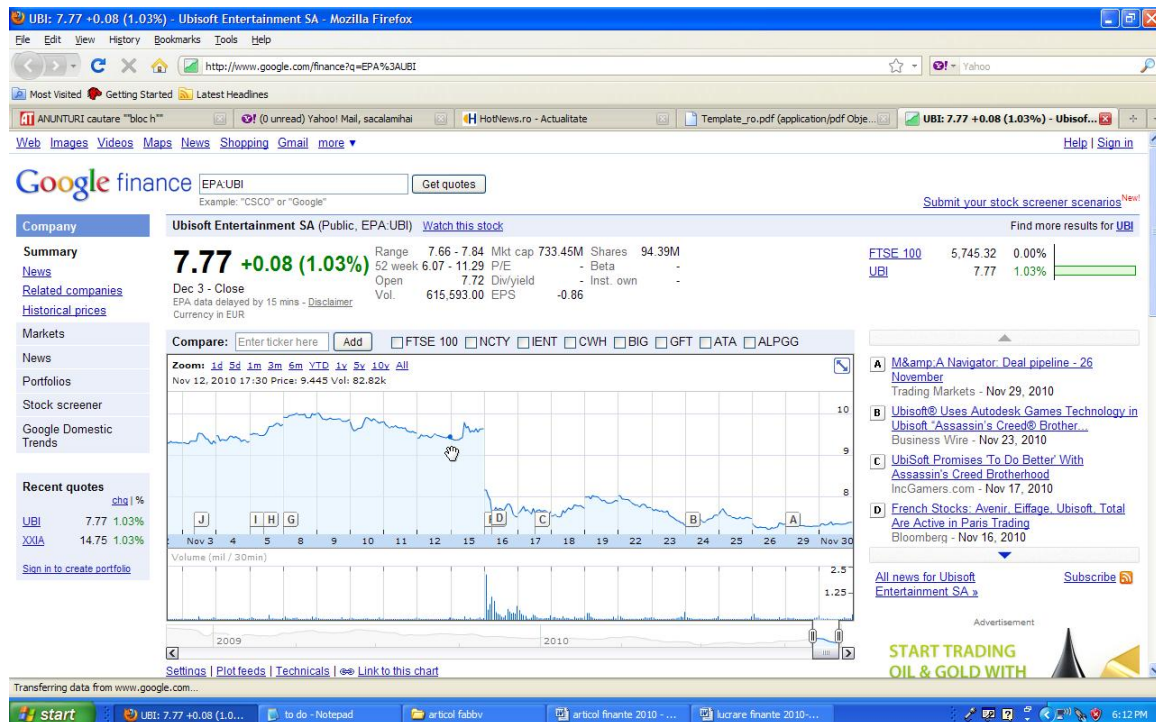 UBI: 7.77 +0.08 (1.03%) - Ubisoft Entertainment SA - Mozilla Firefox
File Edit View History Bookmarks Tools Help
http://www.google.com/finance?q=EPA%3AUBI
Yahoo
Most Visited Getting Started Latest Headlines
ANUNTURI cautare ""bloc h"" (0 unread) Yahoo! Mail, sacalamihai HotNews.ro - Actualitate Template_ro.pdf (application/pdf Obje... UBI: 7.77 +0.08 (1.03%) - Ubisof...
Web Images Videos Maps News Shopping Gmail more ▼ Help | Sign in
Google finance EPA:UBI Get quotes
Example: "CSCO" or "Google"
Submit your stock screener scenarios New!
Company
Ubisoft Entertainment SA (Public, EPA:UBI) Watch this stock Find more results for UBI
Summary
News
Related companies
Historical prices
Markets
News
Portfolios
Stock screener
Google Domestic
Trends
Recent quotes
chg | %
UBI 7.77 1.03%
XXIA 14.75 1.03%
Sign in to create portfolio
7.77 +0.08 (1.03%)
Dec 3 - Close
EPA data delayed by 15 mins - Disclaimer
Currency in EUR
Range 7.66 - 7.84 Mkt cap 733.45M Shares 94.39M
52 week 6.07 - 11.29 P/E - Beta -
Open 7.72 Div/yield - Inst. own -
Vol. 615,593.00 EPS -0.86
FTSE 100 5,745.32 0.00%
UBI 7.77 1.03%
Compare: Enter ticker here Add FTSE 100 NCTY IENT CWH BIG GFT ATA ALPGG
Zoom: 1d 5d 1m 3m 6m YTD 1y 5y 10y All
Nov 12, 2010 17:30 Price: 9.445 Vol: 82.82k
10
9
8
J I H G D C B A
Nov 3 4 5 8 9 10 11 12 15 16 17 18 19 22 23 24 25 26 29 Nov 30
Volume (mil / 30min)
2.5
1.25
2009 2010
Settings | Plot feeds | Technicals | Link to this chart
A M&amp;A Navigator: Deal pipeline - 26
November
Trading Markets - Nov 29, 2010
B Ubisoft® Uses Autodesk Games Technology in
Ubisoft "Assassin's Creed® Brother...
Business Wire - Nov 23, 2010
C UbiSoft Promises 'To Do Better' With
Assassin's Creed Brotherhood
IncGamers.com - Nov 17, 2010
D French Stocks: Avenir, Eiffage, Ubisoft, Total
Are Active in Paris Trading
Bloomberg - Nov 16, 2010
All news for Ubisoft
Entertainment SA » Subscribe
Advertisement
START TRADING
OIL & GOLD WITH
Transferring data from www.google.com...
start UBI: 7.77 +0.08 (1.0... to do - Notepad articol fabbv articol finante 2010 - ... lucrare finante 2010-... 6:12 PM